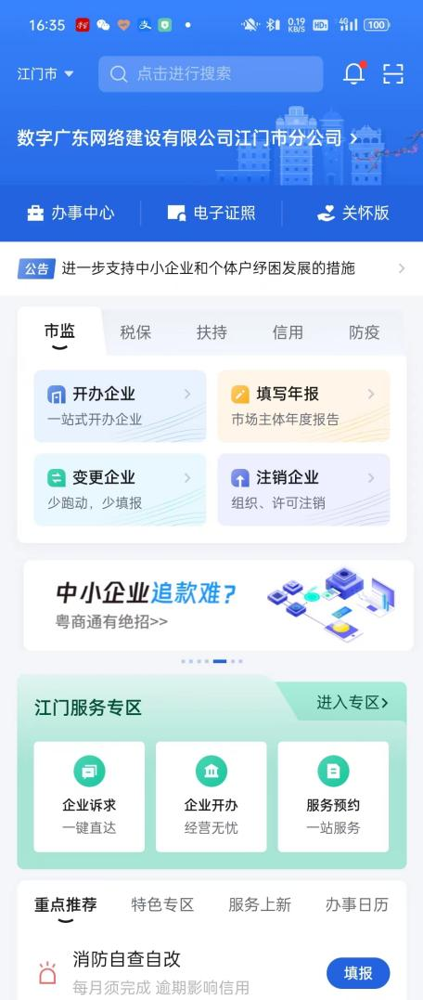 16:35
0.19
KB/S
HD1
4G
100
江门市
点击进行搜索
数字广东网络建设有限公司江门市分公司
办事中心
电子证照
关怀版
公告 进一步支持中小企业和个体户纾困发展的措施
市监 税保 扶持 信用 防疫
开办企业
一站式开办企业
填写年报
市场主体年度报告
变更企业
少跑动，少填报
注销企业
组织、许可注销
中小企业追款难?
粤商通有绝招>>
江门服务专区
进入专区
企业诉求
一键直达
企业开办
经营无忧
服务预约
一站服务
重点推荐 特色专区 服务上新 办事日历
消防自查自改
每月须完成 逾期影响信用
填报